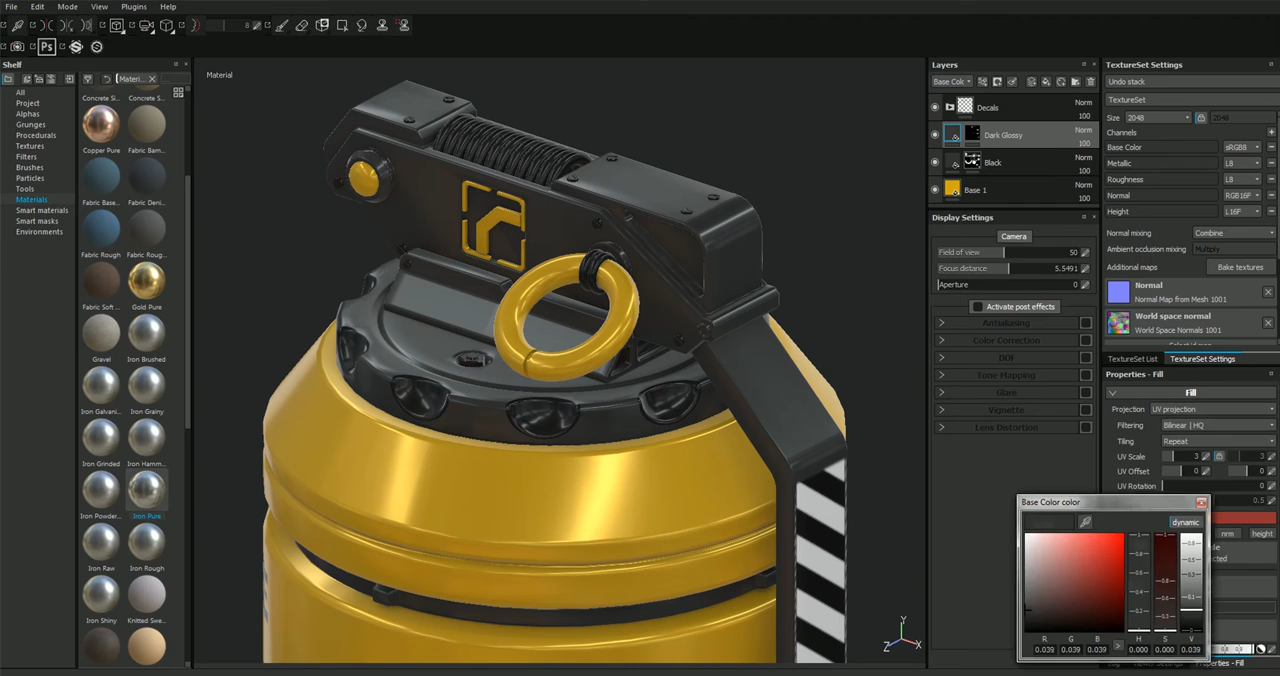 File Edit Mode View Plugins Help
8
Ps
Shelf
Materi...
All
Project
Alphas
Grunges
Procedurals
Textures
Filters
Brushes
Particles
Tools
Materials
Smart materials
Smart masks
Environments
Concrete Si... Concrete S...
Copper Pure Fabric Bam...
Fabric Base... Fabric Deni...
Fabric Rough Fabric Roug...
Fabric Soft ... Gold Pure
Gravel Iron Brushed
Iron Galvani... Iron Grainy
Iron Grinded Iron Hamm...
Iron Powder... Iron Pure
Iron Raw Iron Rough
Iron Shiny Knitted Swe...
Material
Y
Z X
Layers
Base Colo
Decals Norm
100
Dark Glossy Norm
100
Black Norm
100
Base 1 Norm
100
Display Settings
Camera
Field of view 50
Focus distance 5.5491
Aperture 0
Activate post effects
Antialiasing
Color Correction
DOF
Tone Mapping
Glare
Vignette
Lens Distortion
TextureSet Settings
Undo stack
TextureSet
Size 2048 2048
Channels
Base Color sRGB8
Metallic L8
Roughness L8
Normal RGB16F
Height L16F
Normal mixing Combine
Ambient occlusion mixing Multiply
Additional maps Bake textures
Normal
Normal Map from Mesh 1001
World space normal
World Space Normals 1001
TextureSet List TextureSet Settings
Properties - Fill
Fill
Projection UV projection
Filtering Bilinear | HQ
Tiling Repeat
UV Scale 3 3
UV Offset 0 0
UV Rotation 0
0.5
nrm height
Base Color color
dynamic
R G B H S V
0.039 0.039 0.039 > 0.000 0.000 0.039
Properties - Fill